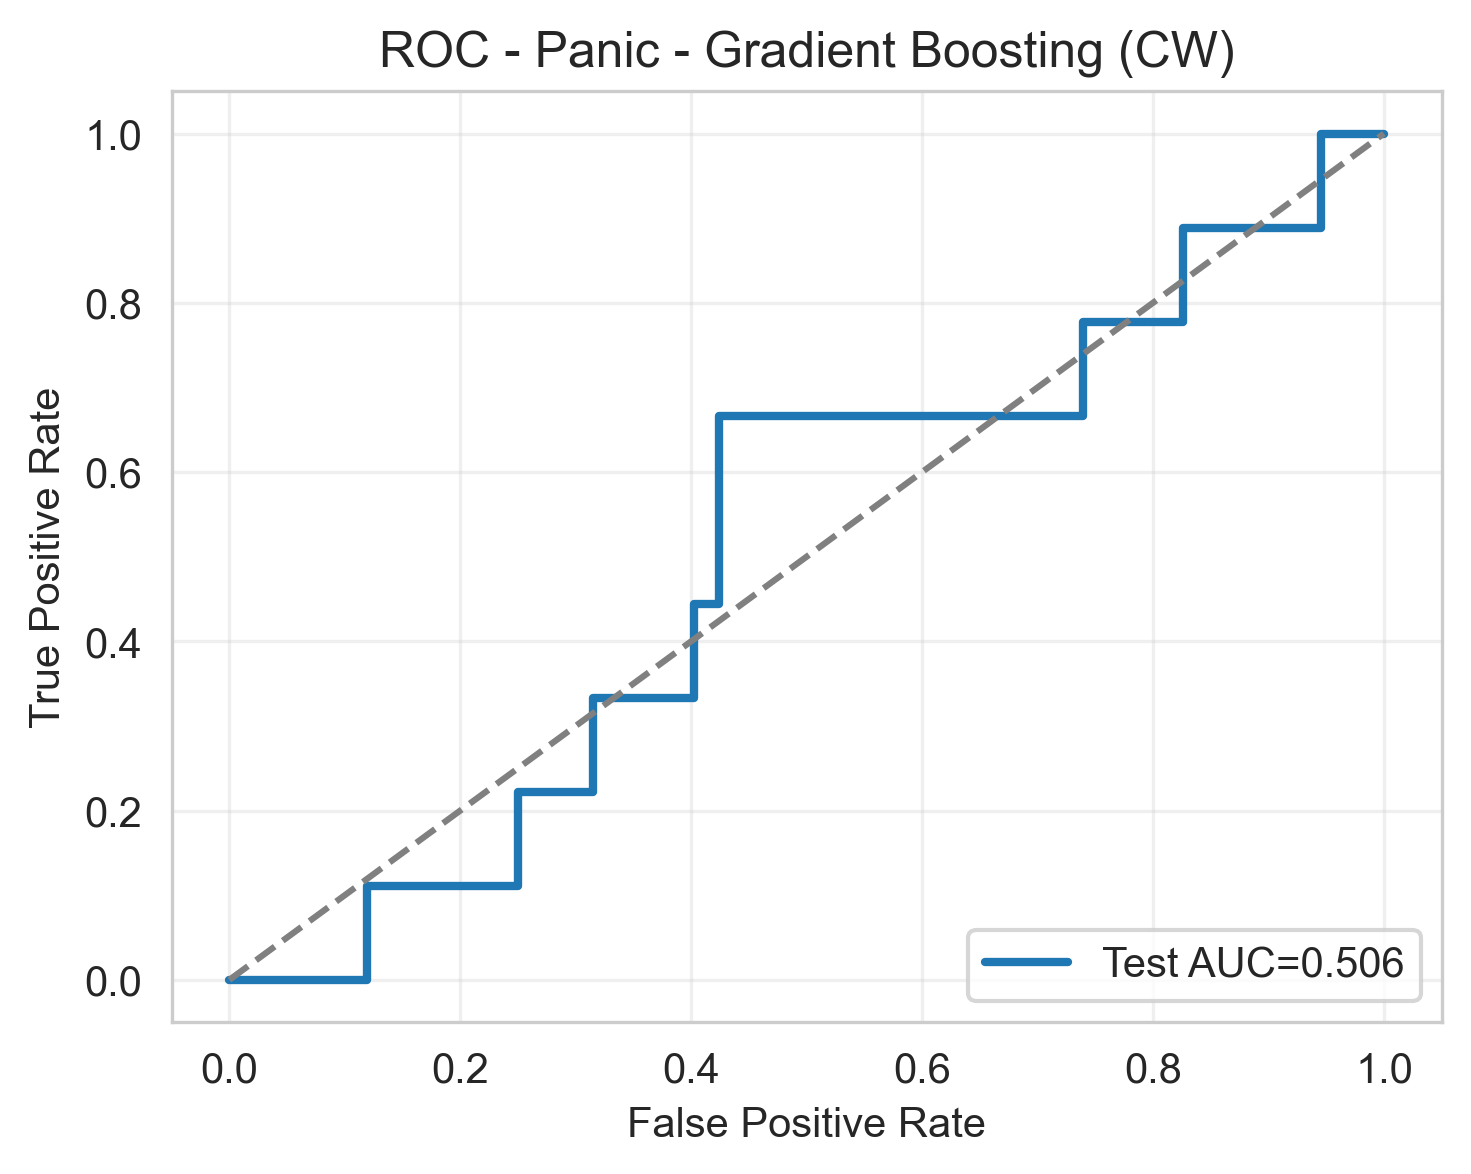 ROC - Panic - Gradient Boosting (CW)
1.0
0.8
0.6
0.4
0.2
0.0
True Positive Rate
Test AUC=0.506
0.0 0.2 0.4 0.6 0.8 1.0
False Positive Rate